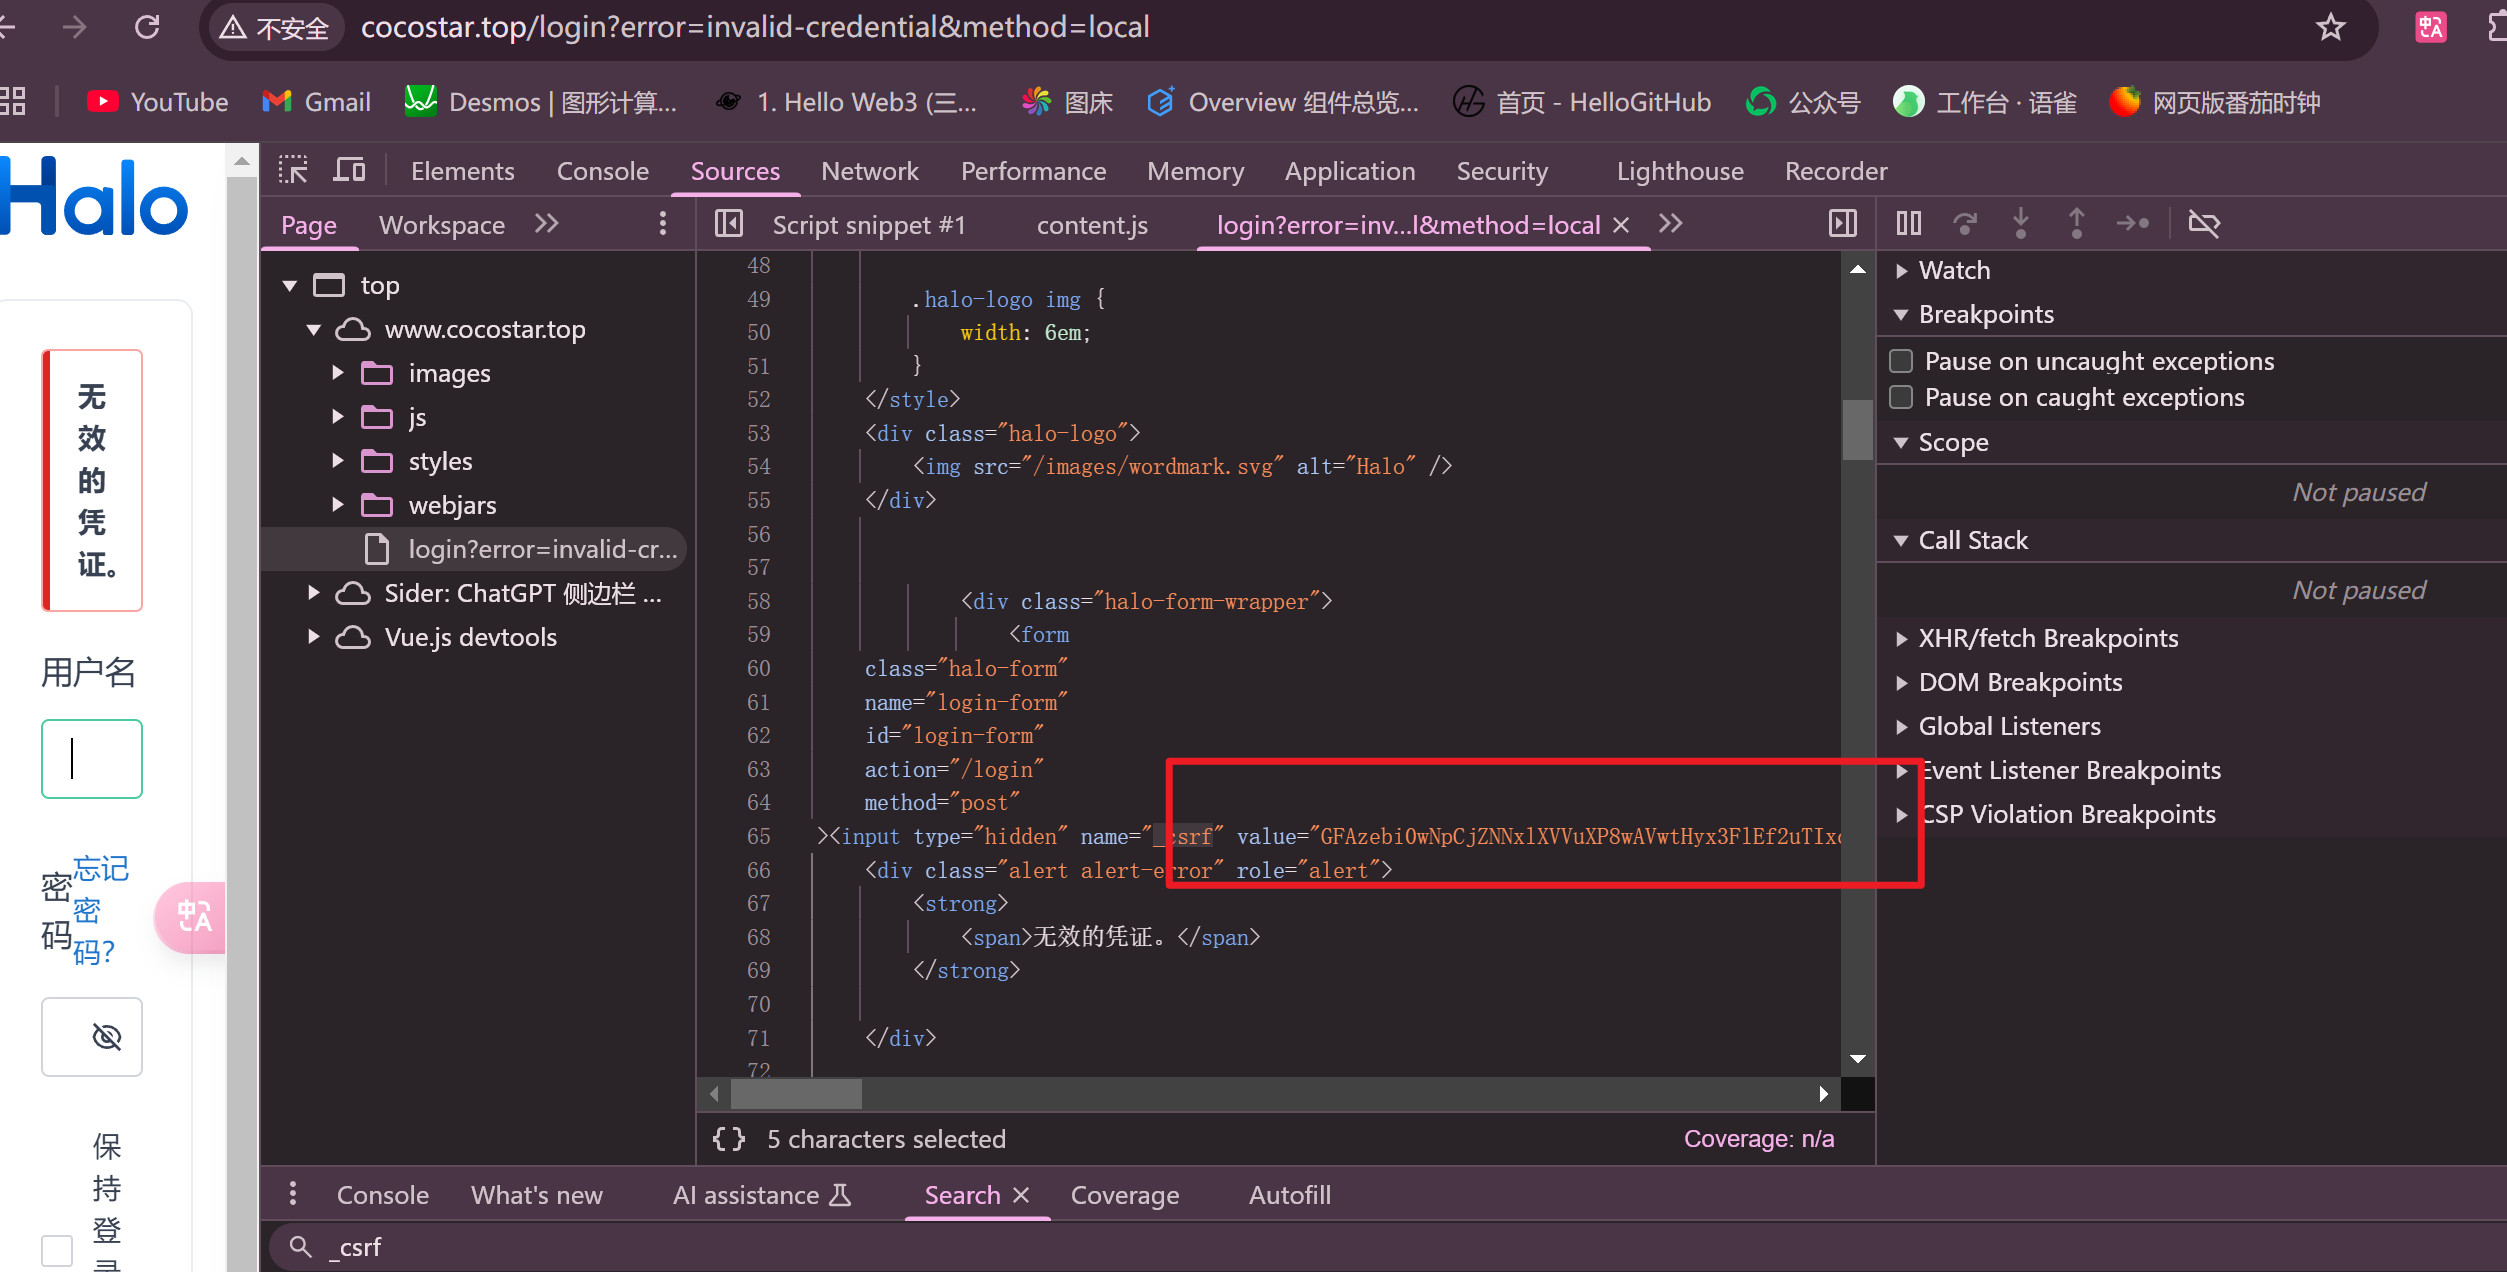 不安全 cocostar.top/login?error=invalid-credential&method=local
YouTube Gmail Desmos | 图形计算... 1. Hello Web3 (三... 图床 Overview 组件总览... 首页 - HelloGitHub 公众号 工作台 · 语雀 网页版番茄时钟
Halo
无
效
的
凭
证。
用户名
密
码
忘记
密
码?
保
持
登
Elements Console Sources Network Performance Memory Application Security Lighthouse Recorder
Page Workspace
top
www.cocostar.top
images
js
styles
webjars
login?error=invalid-cr...
Sider: ChatGPT 侧边栏 ...
Vue.js devtools
Script snippet #1 content.js login?error=inv...l&method=local
48
49 .halo-logo img {
50 width: 6em;
51 }
52 </style>
53 <div class="halo-logo">
54 <img src="/images/wordmark.svg" alt="Halo" />
55 </div>
56
57
58 <div class="halo-form-wrapper">
59 <form
60 class="halo-form"
61 name="login-form"
62 id="login-form"
63 action="/login"
64 method="post"
65 ><input type="hidden" name="_csrf" value="GFAzebi0wNpCjZNNxlXVVuXP8wAVwtHyx3FlEf2uTIx
66 <div class="alert alert-error" role="alert">
67 <strong>
68 <span>无效的凭证。</span>
69 </strong>
70
71 </div>
72
{ } 5 characters selected Coverage: n/a
Watch
Breakpoints
Pause on uncaught exceptions
Pause on caught exceptions
Scope
Not paused
Call Stack
Not paused
XHR/fetch Breakpoints
DOM Breakpoints
Global Listeners
Event Listener Breakpoints
CSP Violation Breakpoints
Console What's new AI assistance Search Coverage Autofill
_csrf